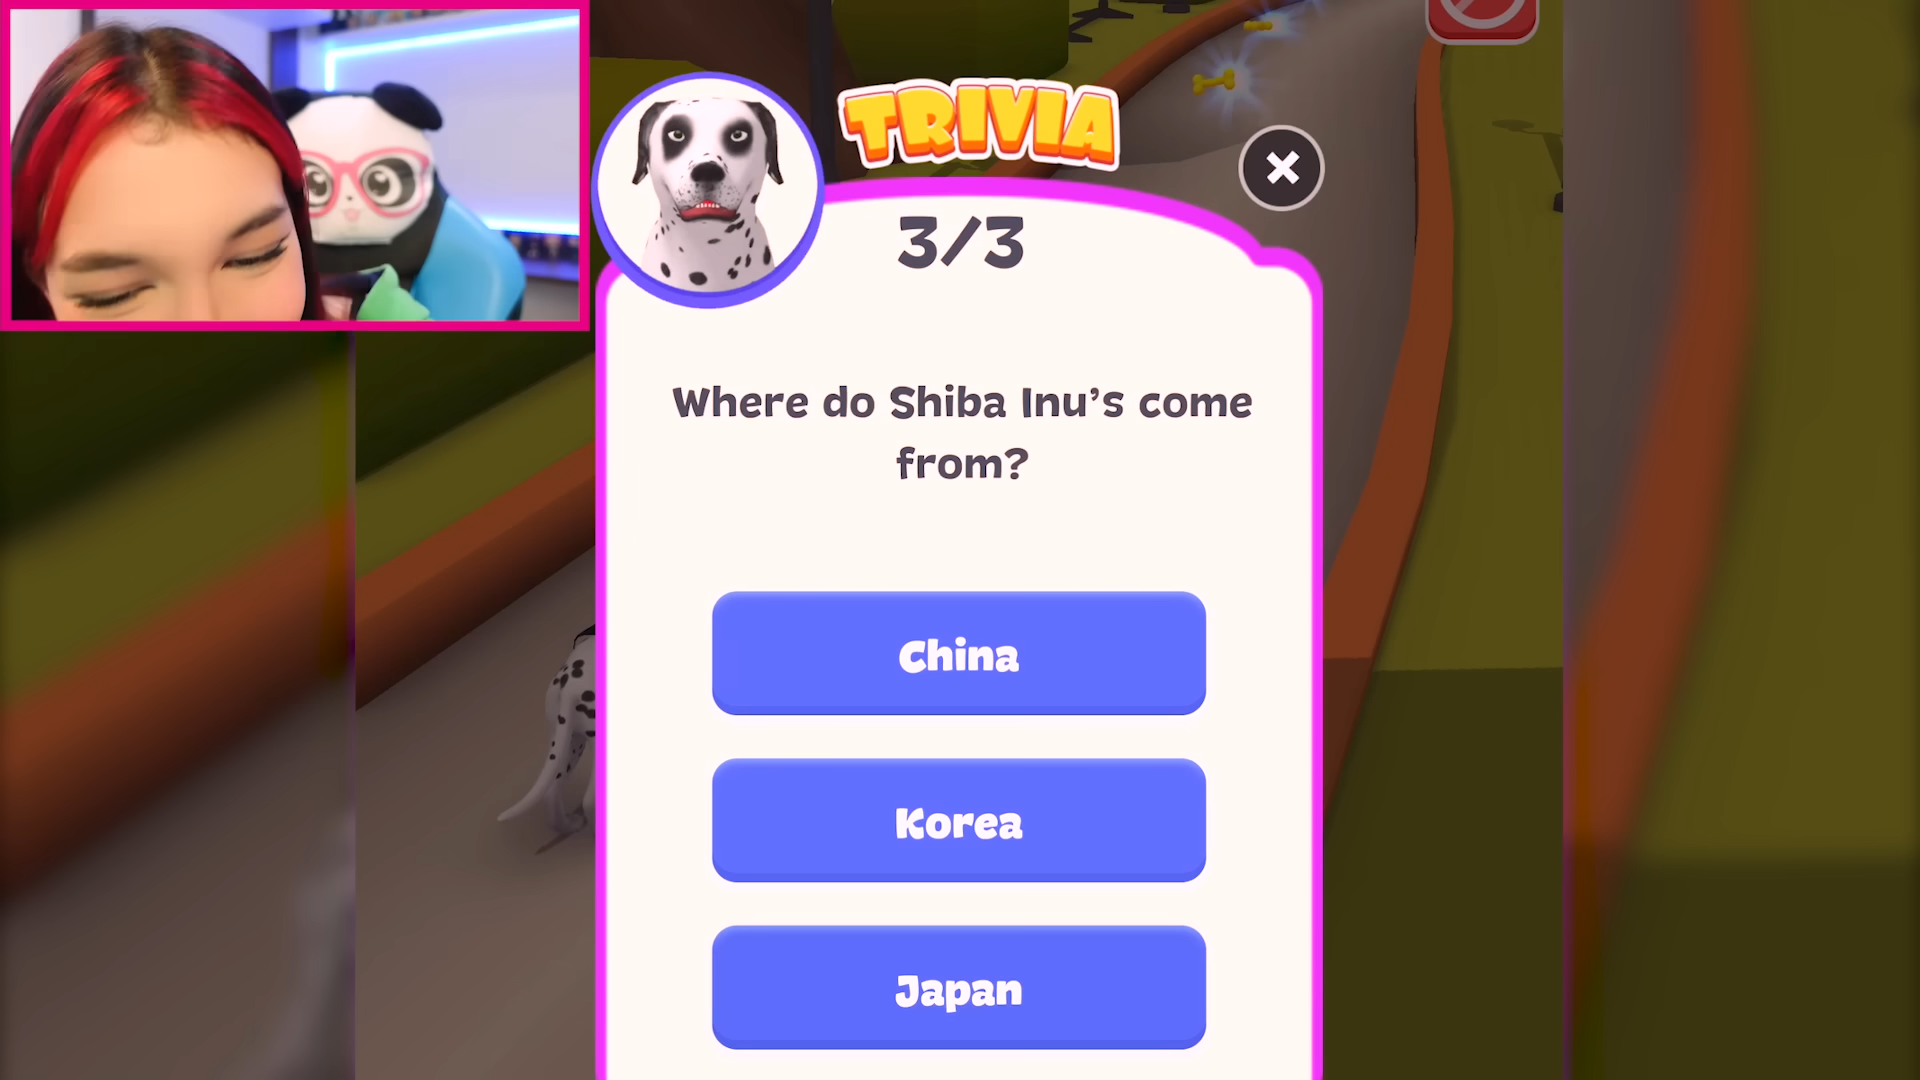 TRIVIA
3/3
Where do Shiba Inu's come
from?
China
Korea
Japan